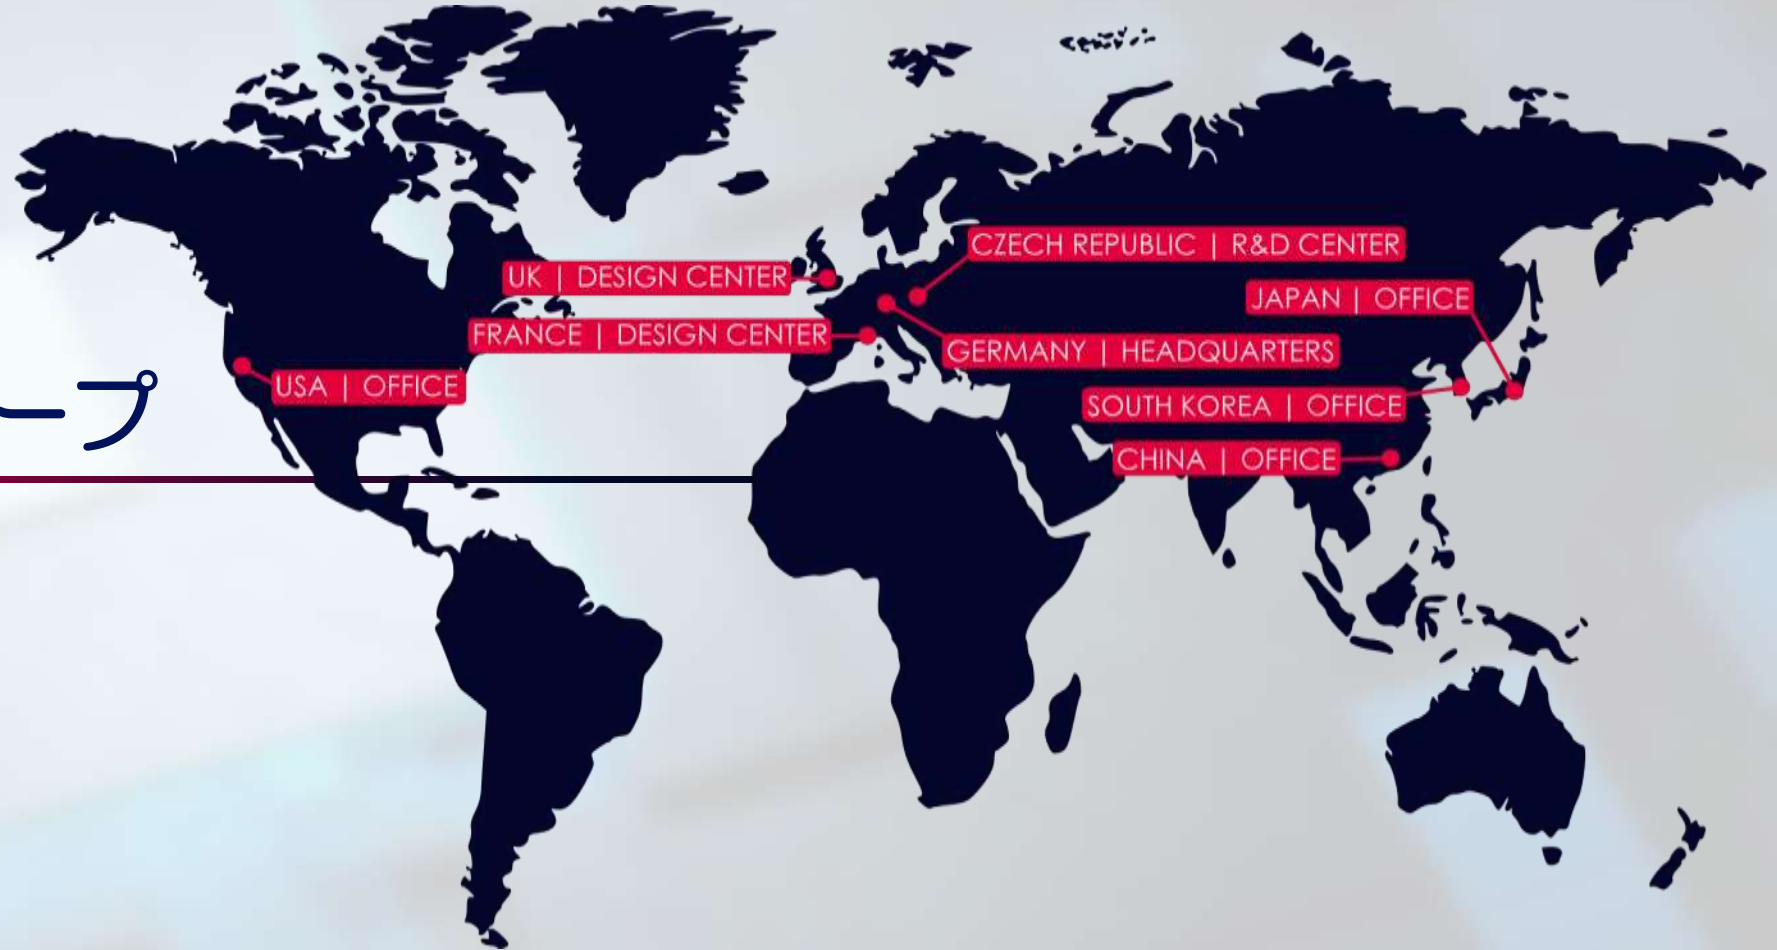 CZECH REPUBLIC | R&D CENTER
UK | DESIGN CENTER
JAPAN | OFFICE
FRANCE | DESIGN CENTER
GERMANY | HEADQUARTERS
USA | OFFICE
SOUTH KOREA | OFFICE
ープ
CHINA | OFFICE